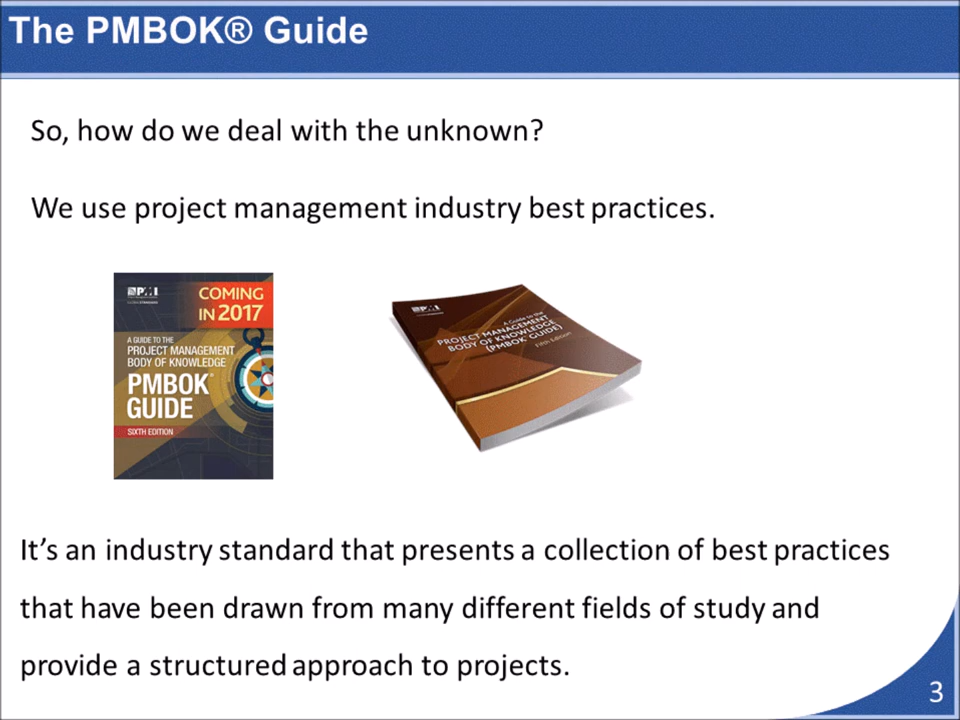 The PMBOK® Guide
So, how do we deal with the unknown?
We use project management industry best practices.
PMI
COMING
IN 2017
A GUIDE TO THE
PROJECT MANAGEMENT
BODY OF KNOWLEDGE
PMBOK®
GUIDE
SIXTH EDITION
PMI
A Guide to the
PROJECT MANAGEMENT
BODY OF KNOWLEDGE
(PMBOK® GUIDE)
Fifth Edition
It’s an industry standard that presents a collection of best practices
that have been drawn from many different fields of study and
provide a structured approach to projects.
3